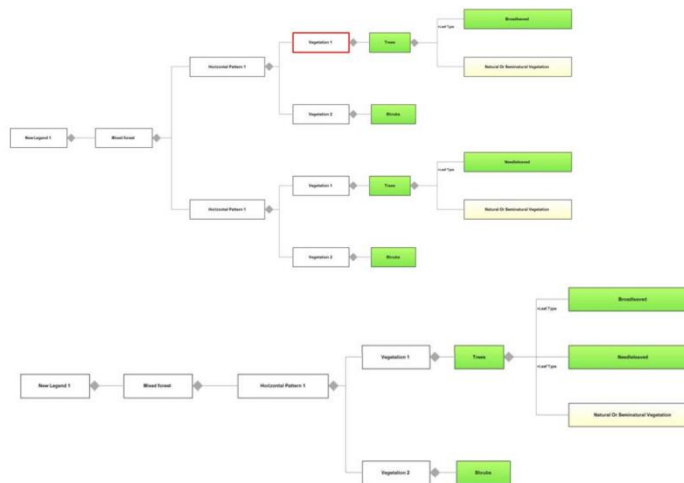 Broadleaved
+Leaf Type
Vegetation 1
Trees
Horizontal Pattern 1
Natural Or Seminatural Vegetation
Vegetation 2
Shrubs
New Legend 1
Mixed forest
Needleleaved
+Leaf Type
Vegetation 1
Trees
Horizontal Pattern 1
Natural Or Seminatural Vegetation
Vegetation 2
Shrubs
Broadleaved
+Leaf Type
Vegetation 1
Trees
Needleleaved
+Leaf Type
New Legend 1
Mixed forest
Horizontal Pattern 1
Natural Or Seminatural Vegetation
Vegetation 2
Shrubs